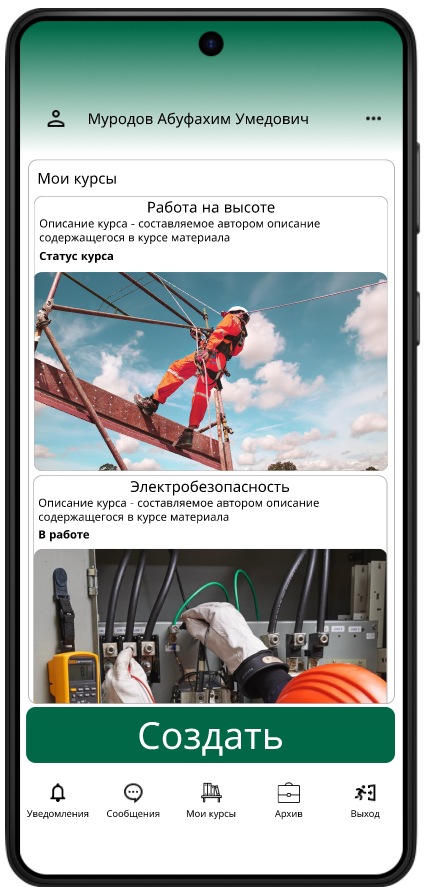 Муродов Абуфахим Умедович
Мои курсы
Работа на высоте
Описание курса - составляемое автором описание
содержащегося в курсе материала
Статус курса
Электробезопасность
Описание курса - составляемое автором описание
содержащегося в курсе материала
В работе
Создать
Уведомления
Сообщения
Мои курсы
Архив
Выход